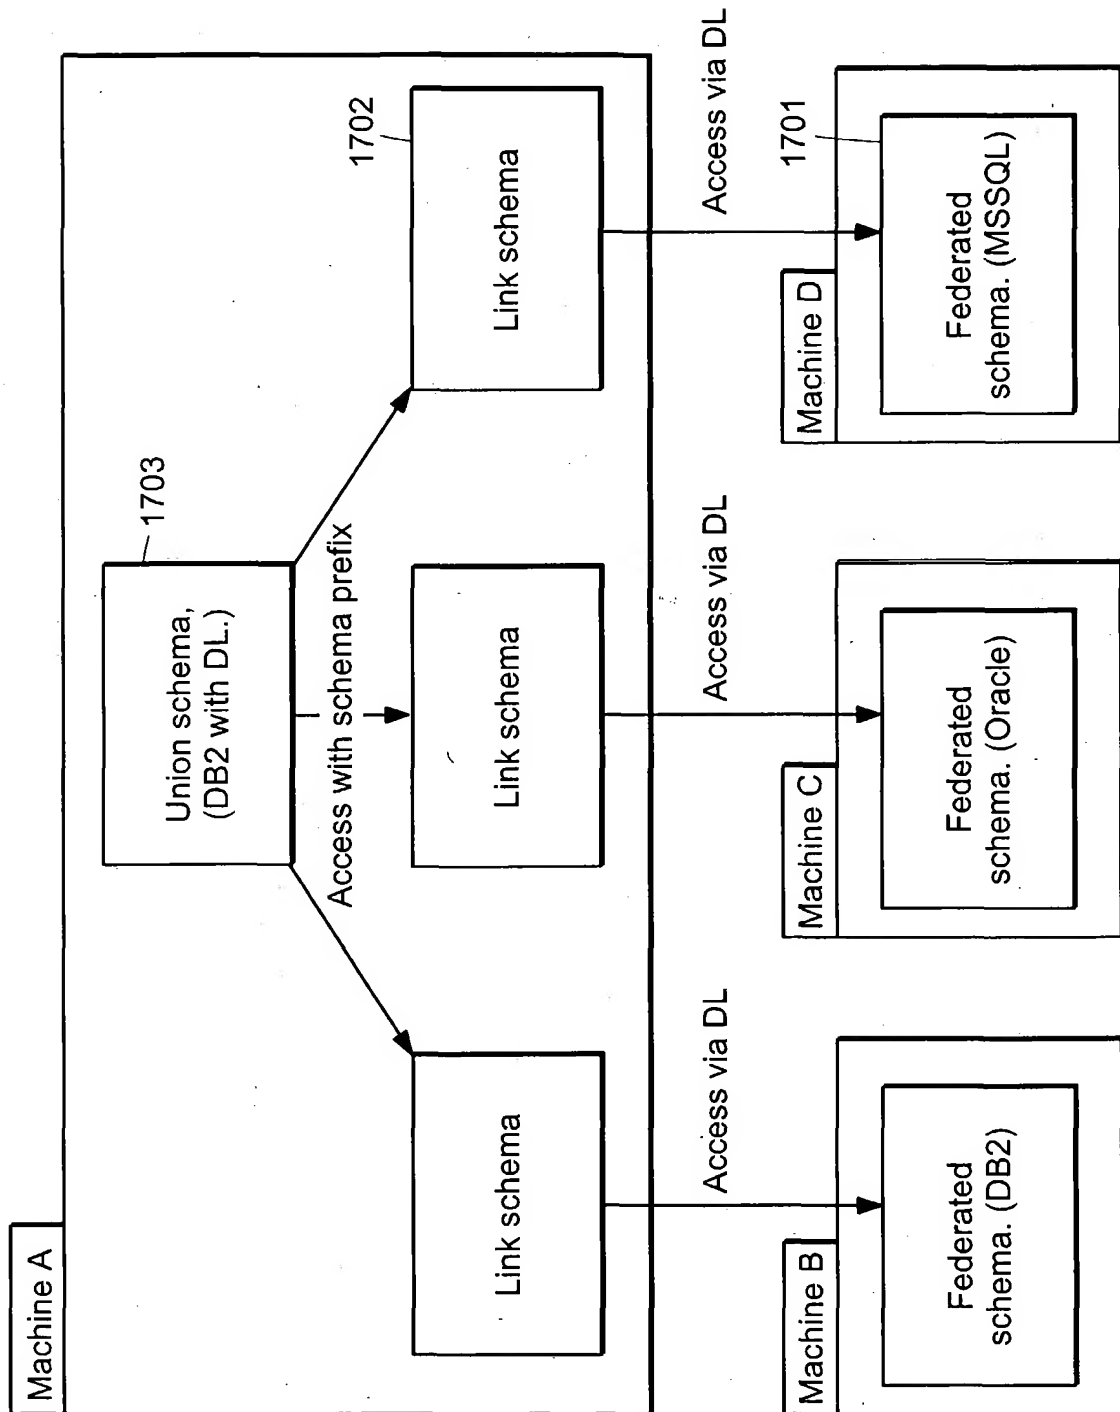 Machine A
Union schema,
(DB2 with DL.)
1703
Access with schema prefix
Link schema
Link schema
Link schema
1702
Access via DL
Access via DL
Access via DL
Machine B
Federated
schema. (DB2)
Machine C
Federated
schema. (Oracle)
Machine D
1701
Federated
schema. (MSSQL)